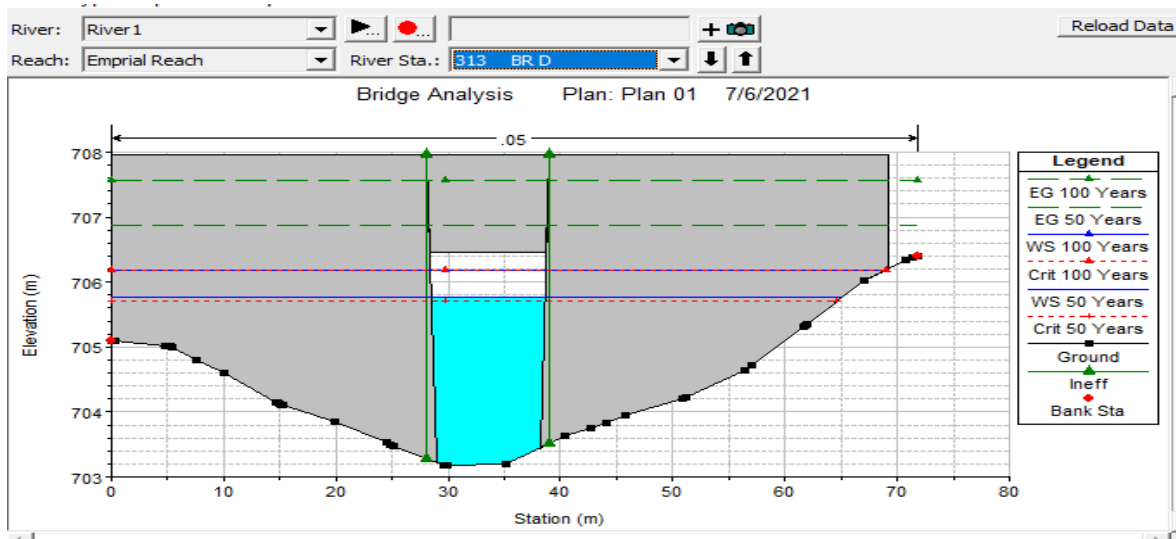 River: River 1 Reload Data
Reach: Emprial Reach River Sta.: 313 BR D
Bridge Analysis Plan: Plan 01 7/6/2021
.05
Legend
EG 100 Years
EG 50 Years
WS 100 Years
Crit 100 Years
WS 50 Years
Crit 50 Years
Ground
Ineff
Bank Sta
Elevation (m)
708
707
706
705
704
703
0 10 20 30 40 50 60 70 80
Station (m)